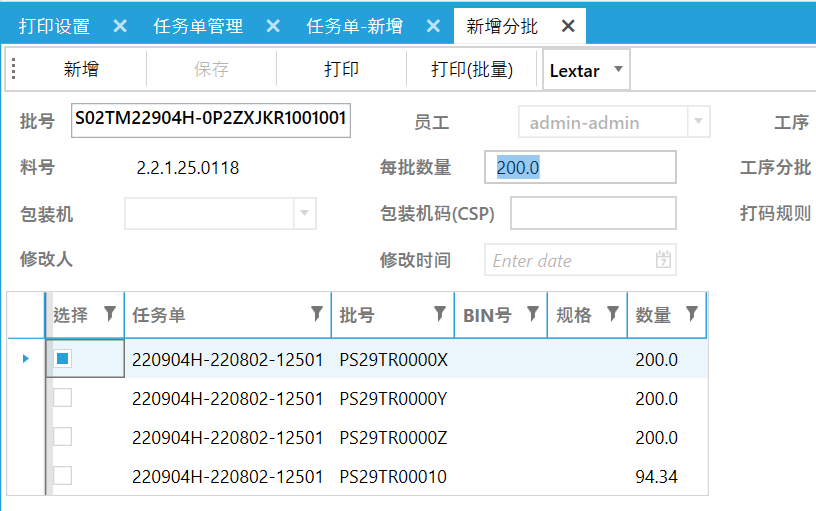 打印设置 任务单管理 任务单-新增 新增分批
新增 保存 打印 打印(批量) Lextar
批号 S02TM22904H-0P2ZXJKR1001001 员工 admin-admin 工序
料号 2.2.1.25.0118 每批数量 200.0 工序分批
包装机 包装机码(CSP) 打码规则
修改人 修改时间 Enter date
选择 任务单 批号 BIN号 规格 数量
220904H-220802-12501 PS29TR0000X 200.0
220904H-220802-12501 PS29TR0000Y 200.0
220904H-220802-12501 PS29TR0000Z 200.0
220904H-220802-12501 PS29TR00010 94.34